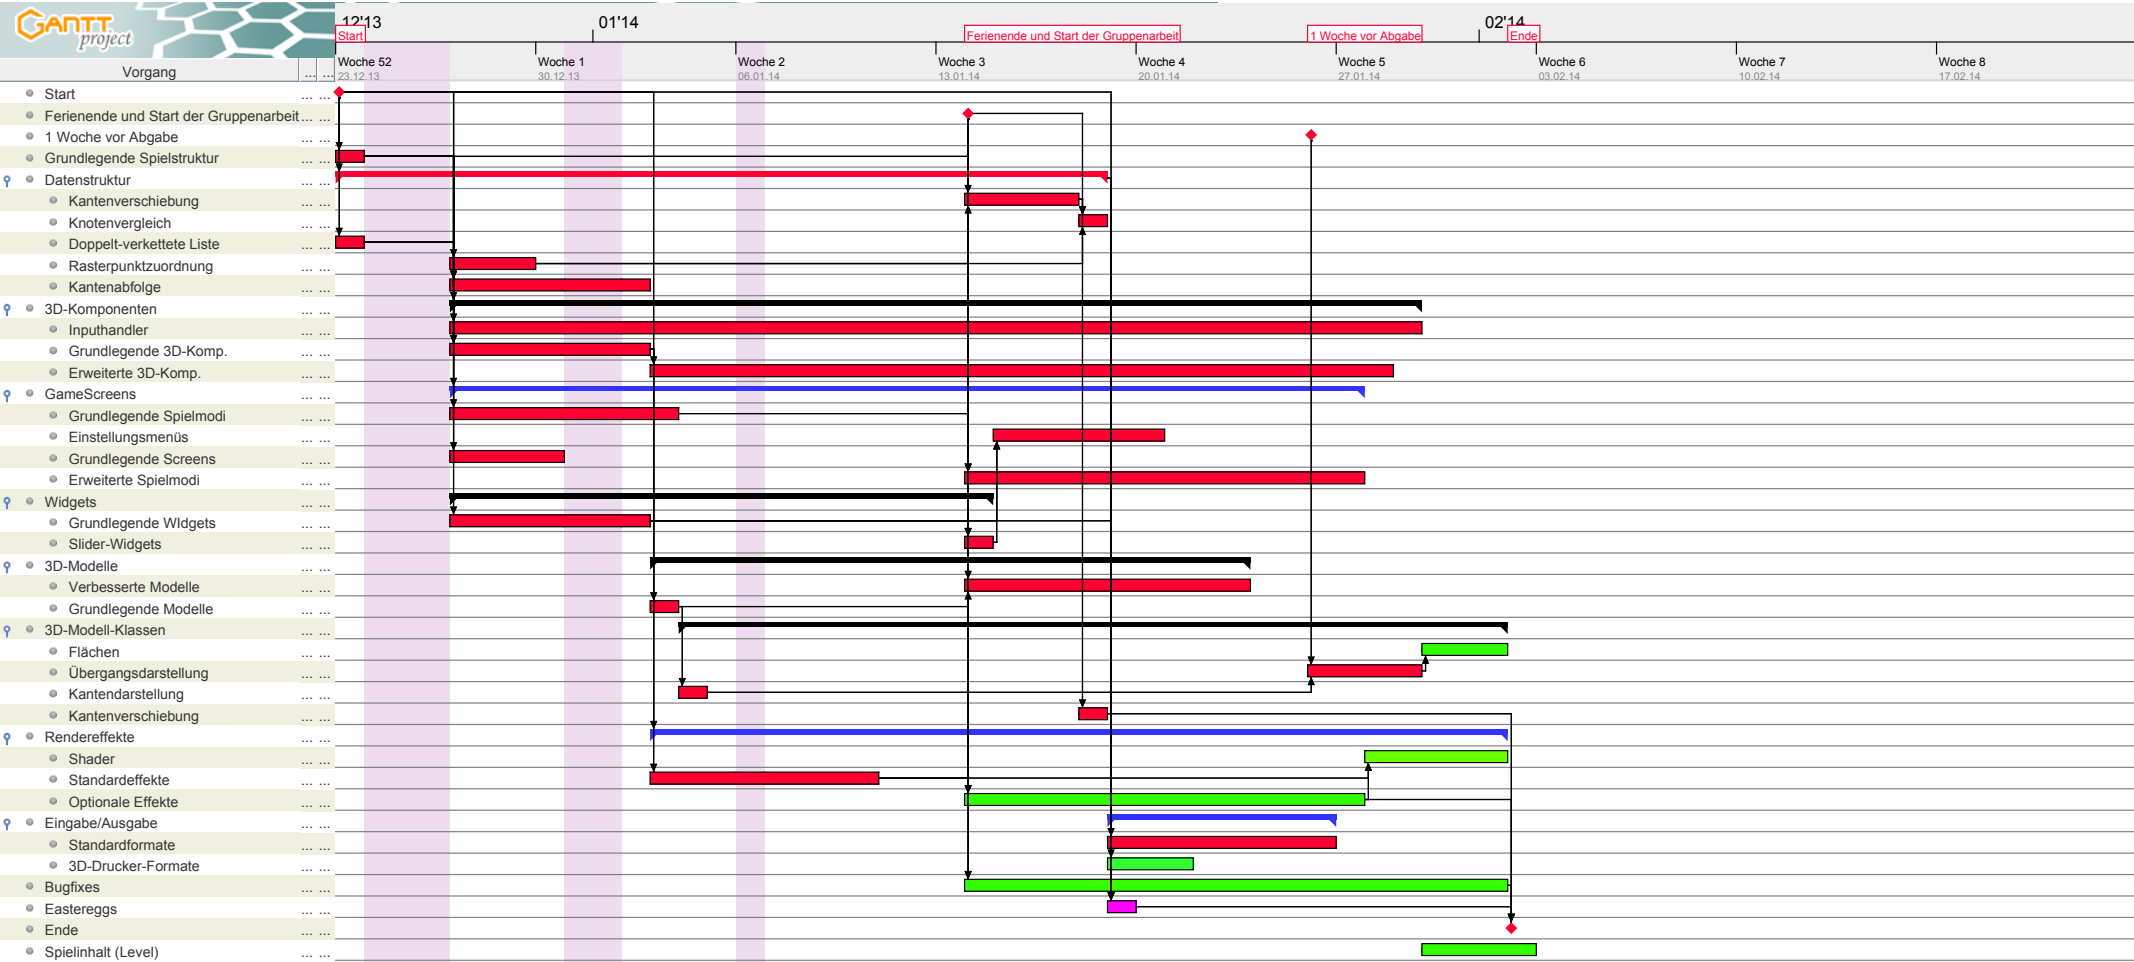 GANTT
project
12'13
01'14
02'14
Start
Ferienende und Start der Gruppenarbeit
1 Woche vor Abgabe
Ende
Vorgang
... ...
Woche 52
Woche 1
Woche 2
Woche 3
Woche 4
Woche 5
Woche 6
Woche 7
Woche 8
23.12.13
30.12.13
06.01.14
13.01.14
20.01.14
27.01.14
03.02.14
10.02.14
17.02.14
Start ... ...
Ferienende und Start der Gruppenarbeit ... ...
1 Woche vor Abgabe ... ...
Grundlegende Spielstruktur ... ...
Datenstruktur ... ...
Kantenverschiebung ... ...
Knotenvergleich ... ...
Doppelt-verkettete Liste ... ...
Rasterpunktzuordnung ... ...
Kantenabfolge ... ...
3D-Komponenten ... ...
Inputhandler ... ...
Grundlegende 3D-Komp. ... ...
Erweiterte 3D-Komp. ... ...
GameScreens ... ...
Grundlegende Spielmodi ... ...
Einstellungsmenüs ... ...
Grundlegende Screens ... ...
Erweiterte Spielmodi ... ...
Widgets ... ...
Grundlegende WIdgets ... ...
Slider-Widgets ... ...
3D-Modelle ... ...
Verbesserte Modelle ... ...
Grundlegende Modelle ... ...
3D-Modell-Klassen ... ...
Flächen ... ...
Übergangsdarstellung ... ...
Kantendarstellung ... ...
Kantenverschiebung ... ...
Rendereffekte ... ...
Shader ... ...
Standardeffekte ... ...
Optionale Effekte ... ...
Eingabe/Ausgabe ... ...
Standardformate ... ...
3D-Drucker-Formate ... ...
Bugfixes ... ...
Eastereggs ... ...
Ende ... ...
Spielinhalt (Level) ... ...